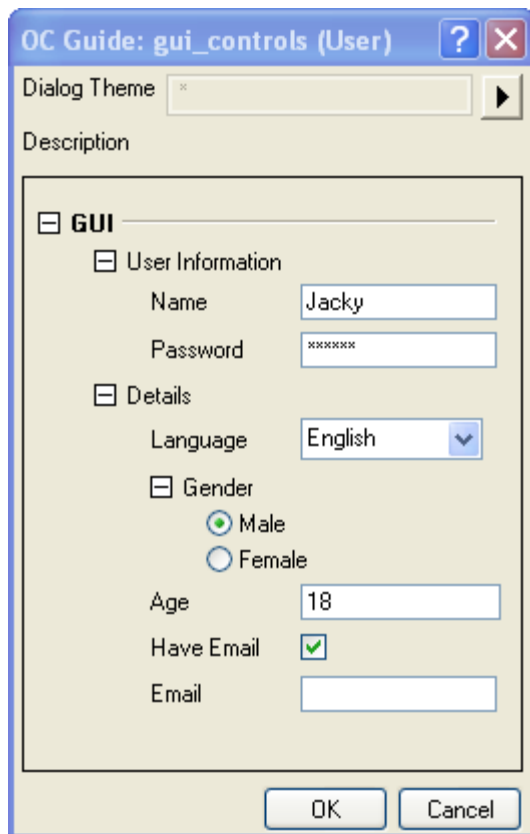 OC Guide: gui_controls (User) ?
Dialog Theme *
Description
GUI
User Information
Name Jacky
Password ******
Details
Language English
Gender
Male
Female
Age 18
Have Email
Email
OK Cancel